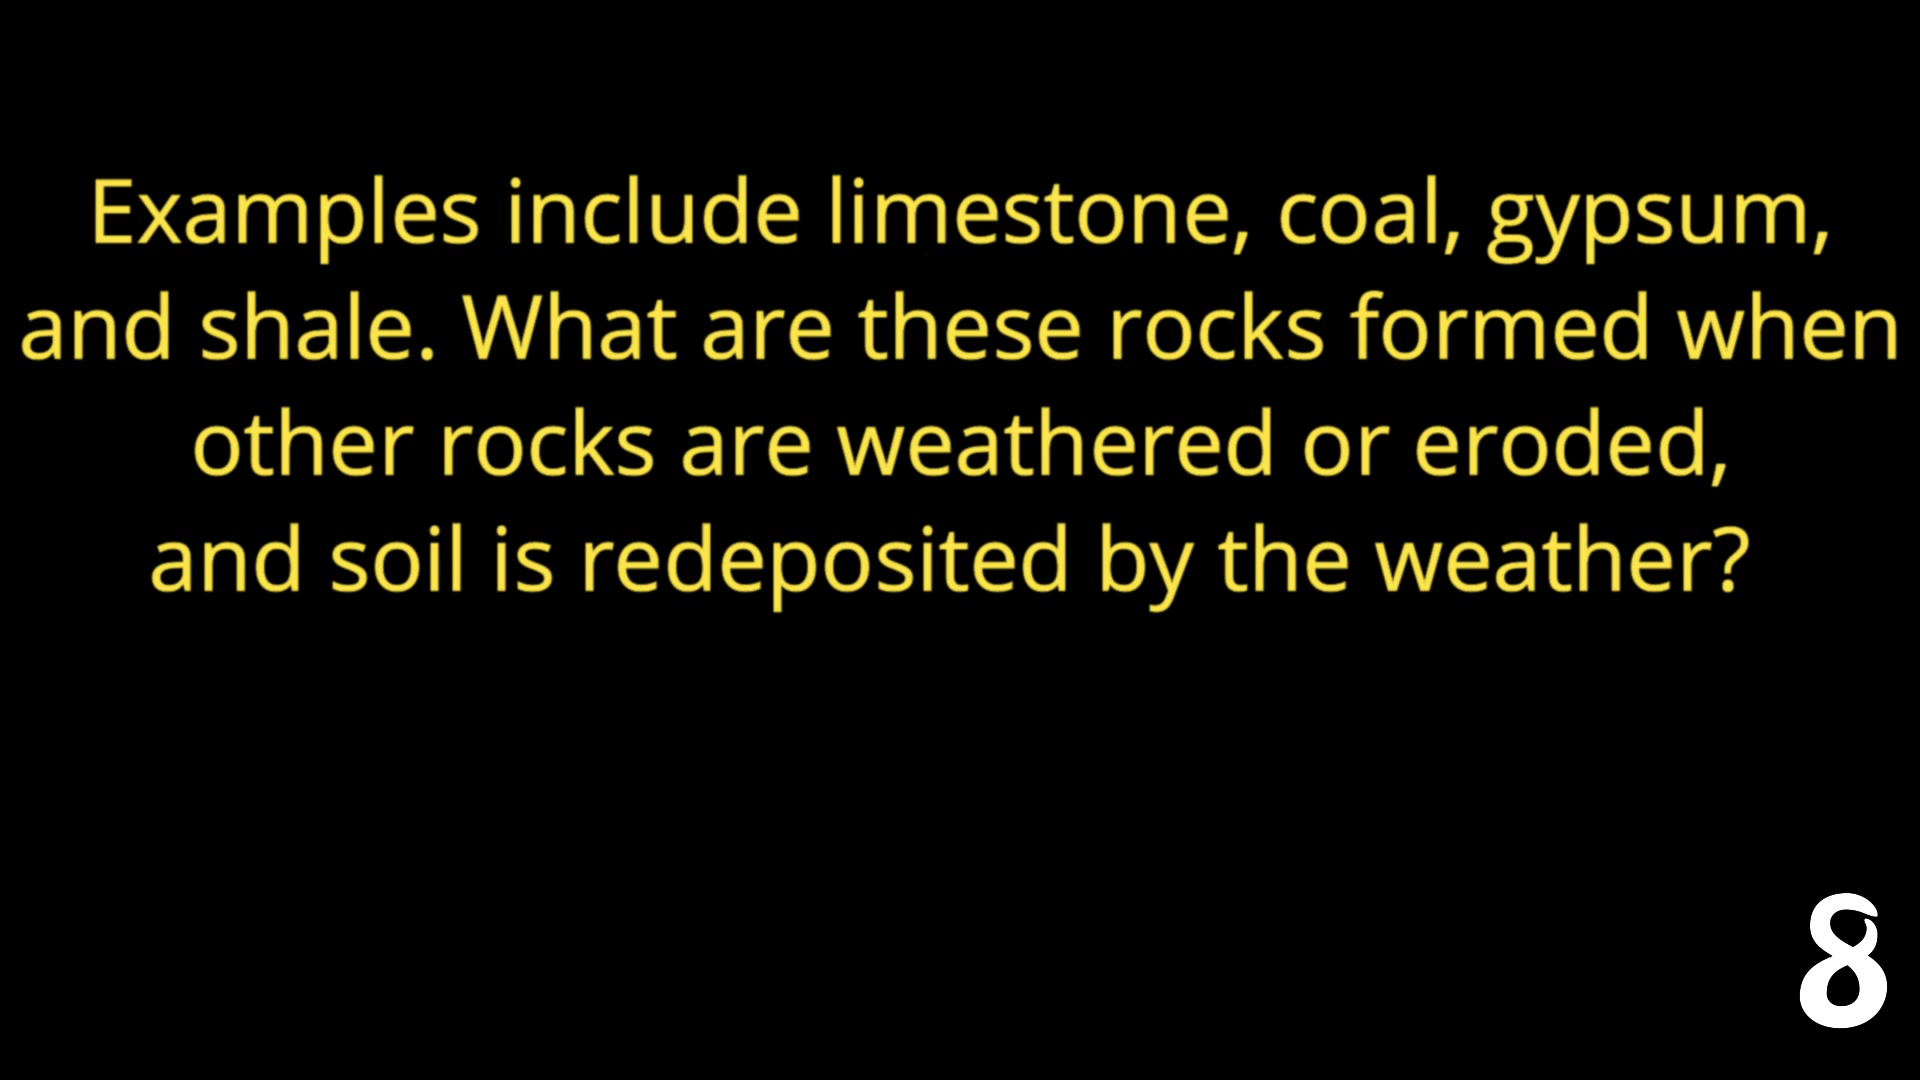 Examples include limestone, coal, gypsum,
and shale. What are these rocks formed when
other rocks are weathered or eroded,
and soil is redeposited by the weather?
8